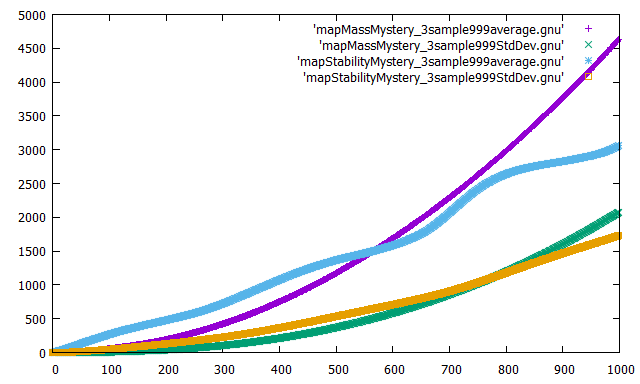 5000
4500
4000
3500
3000
2500
2000
1500
1000
500
0
'mapMassMystery_3sample999average.gnu'
'mapMassMystery_3sample999StdDev.gnu'
'mapStabilityMystery_3sample999average.gnu'
'mapStabilityMystery_3sample999StdDev.gnu'
0 100 200 300 400 500 600 700 800 900 1000